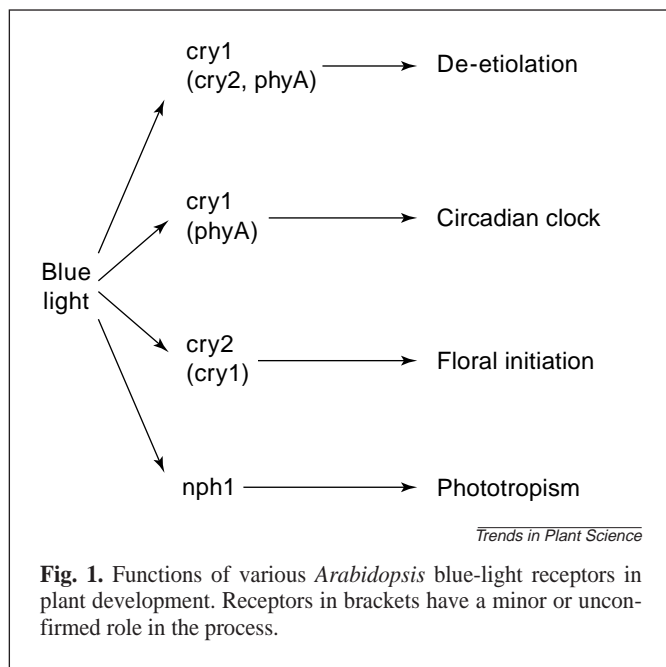 cry1
(cry2, phyA)
De-etiolation
cry1
(phyA)
Circadian clock
Blue
light
cry2
(cry1)
Floral initiation
nph1
Phototropism
Trends in Plant Science
Fig. 1. Functions of various Arabidopsis blue-light receptors in
plant development. Receptors in brackets have a minor or uncon-
firmed role in the process.